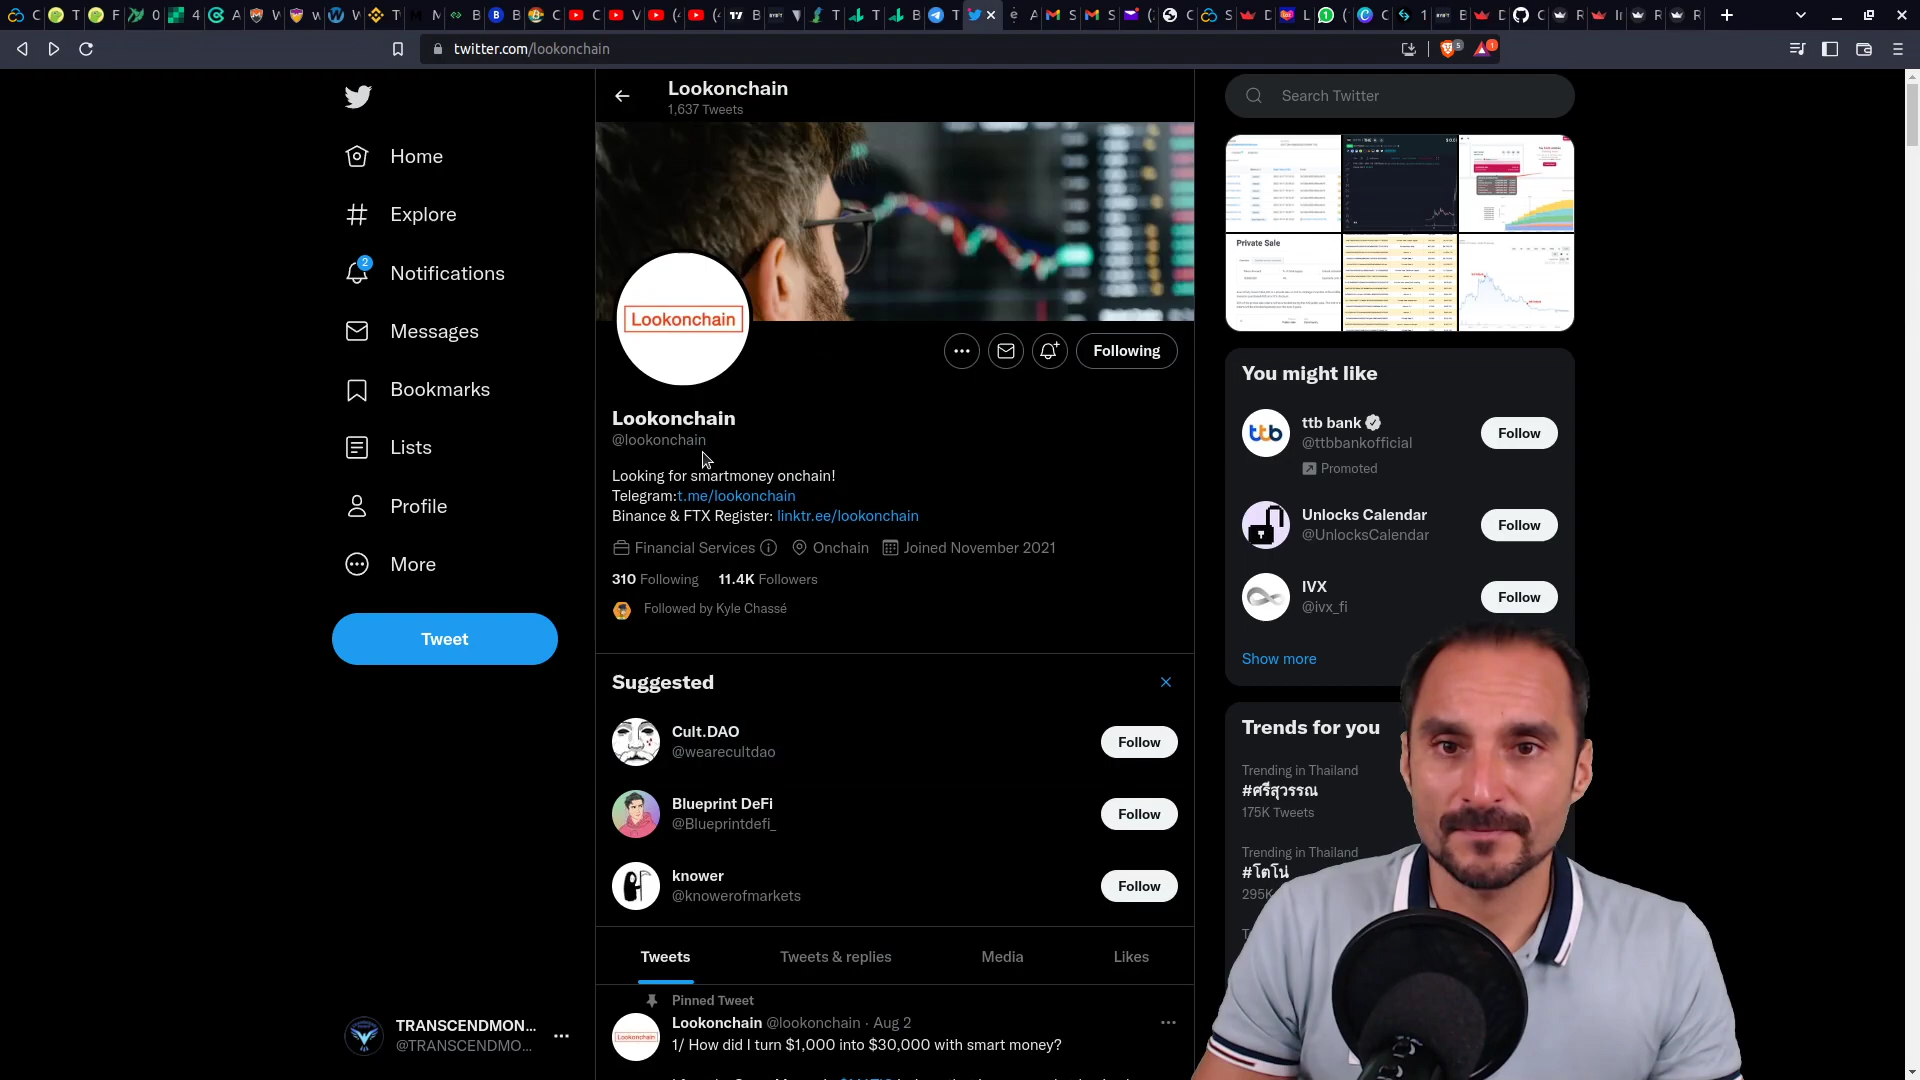 twitter.com/lookonchain
Lookonchain
1,637 Tweets
Search Twitter
Home
Explore
2
Notifications
Messages
Bookmarks
Lists
Profile
More
Tweet
TRANSCENDMON...
@TRANSCENDMO...
Lookonchain
Following
Lookonchain
@lookonchain
Looking for smartmoney onchain!
Telegram:t.me/lookonchain
Binance & FTX Register: linktr.ee/lookonchain
Financial Services Onchain Joined November 2021
310 Following 11.4K Followers
Followed by Kyle Chassé
Suggested
Cult.DAO
@wearecultdao
Follow
Blueprint DeFi
@Blueprintdefi_
Follow
knower
@knowerofmarkets
Follow
Tweets Tweets & replies Media Likes
Pinned Tweet
Lookonchain @lookonchain · Aug 2
1/ How did I turn $1,000 into $30,000 with smart money?
Private Sale
You might like
ttb
ttb bank
@ttbbankofficial
Promoted
Follow
Unlocks Calendar
@UnlocksCalendar
Follow
IVX
@ivx_fi
Follow
Show more
Trends for you
Trending in Thailand
#ศรีสุวรรณ
175K Tweets
Trending in Thailand
#โตโน่
295K